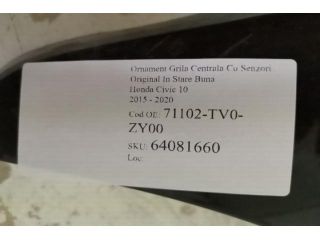 Ornament Grila Centrala Cu Senzori
Original In Stare Buna
Honda Civic 10
2015 - 2020
Cod OE: 71102-TV0-
ZY00
SKU: 64081660
Loc: